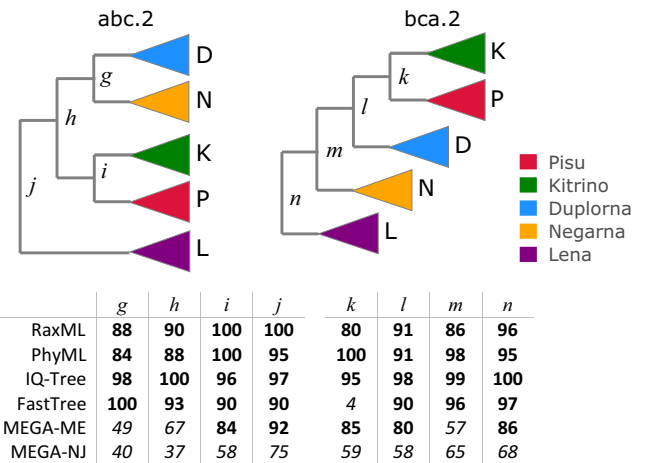 abc.2
bca.2
D
g
N
h
K
i
j
P
L
K
k
P
l
D
m
N
n
L
Pisu
Kitrino
Duplorna
Negarna
Lena
g h i j k l m n
RaxML 88 90 100 100 80 91 86 96
PhyML 84 88 100 95 100 91 98 95
IQ-Tree 98 100 96 97 95 98 99 100
FastTree 100 93 90 90 4 90 96 97
MEGA-ME 49 67 84 92 85 80 57 86
MEGA-NJ 40 37 58 75 59 58 65 68